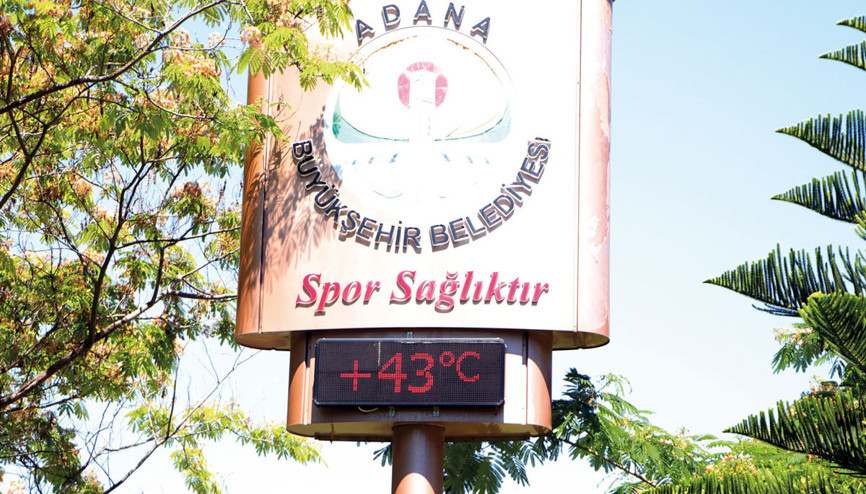 ADANA
BÜYÜKŞEHİR BELEDİYESİ
Spor Sağlıktır
+43°C